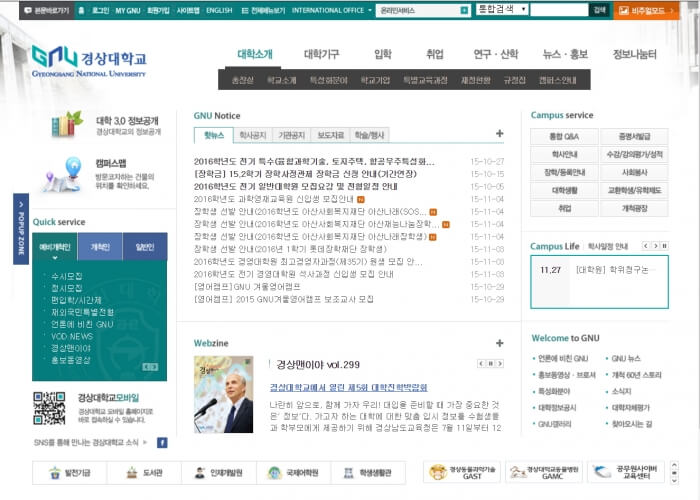 본문바로가기
로그인 MY GNU 회원가입 사이트맵 ENGLISH 전체메뉴보기 INTERNATIONAL OFFICE
온라인서비스
통합검색
검색
비주얼모드
GNU 경상대학교
GYEONGSANG NATIONAL UNIVERSITY
대학소개 대학기구 입학 취업 연구·산학 뉴스·홍보 정보나눔터
총장실 학교소개 특성화분야 학교기업 특별교육과정 재정현황 규정집 캠퍼스안내
대학 3.0 정보공개
경상대학교의 정보공개
캠퍼스맵
방문코자하는 건물의
위치를 확인하세요.
POPUP ZONE
Quick service
예비개척인 개척인 일반인
수시모집
정시모집
편입학/시간제
재외국민특별전형
언론에 비친 GNU
VOD NEWS
경상맨이야
홍보동영상
경상대학교모바일
경상대학교 모바일 홈페이지로
바로 접속하실 수 있습니다.
SNS를 통해 만나는 경상대학교 소식
GNU Notice
핫뉴스 학사공지 기관공지 보도자료 학술/행사
2016학년도 전기 특수(융합과학기술, 토지주택, 항공우주특성화... 15-10-27
[장학금] 15.2학기 장학사정관제 장학금 신청 안내(기간연장) 15-10-15
2016학년도 전기 일반대학원 모집요강 및 전형일정 안내 15-11-05
2016학년도 과학영재교육원 신입생 모집안내 N 15-11-04
장학생 선발 안내(2016년도 아산사회복지재단 아산나래(SOS... N 15-11-04
장학생 선발 안내(2016년도 아산사회복지재단 아산재능나눔장학... N 15-11-04
장학생 선발 안내(2016년도 아산사회복지재단 아산나래장학생) N 15-11-04
장학생 선발 안내(2016년 1학기 롯데장학재단 장학생) 15-11-03
2016학년도 경영대학원 최고경영자과정(제35기) 원생 모집 안... 15-11-03
2016학년도 전기 경영대학원 석사과정 신입생 모집 안내 15-11-03
[영어캠프]GNU 겨울영어캠프 15-10-29
[영어캠프] 2015 GNU겨울영어캠프 보조교사 모집 15-10-29
Webzine
경상맨이야 vol.299
경상대학교에서 열린 제5회 대학진학박람회
나란히 앞으로, 함께 가자 우리! 대입을 준비할 때 가장 중요한 것
은' 정보'다. 가고자 하는 대학에 대한 맞춤 입시 정보를 수험생들
과 학부모에게 제공하기 위해 경상남도교육청은 7월 11일부터 12
Campus service
통합 Q&A 증명서발급
학사안내 수강/강의평가/성적
장학/등록안내 사회봉사
대학생활 교환학생/유학제도
취업 개척광장
Campus Life 학사일정 안내
11.27 [대학원] 학위청구논...
Welcome to GNU
언론에 비친 GNU GNU 뉴스
홍보동영상·브로셔 개척 60년 스토리
특성화분야 소식지
대학정보공시 대학자체평가
GNU갤러리 찾아오시는 길
발전기금 도서관 인재개발원 국제어학원 학생생활관
경상동물과학기술 GAST
경상대학교동물병원 GAMC
공무원사이버 교육센터